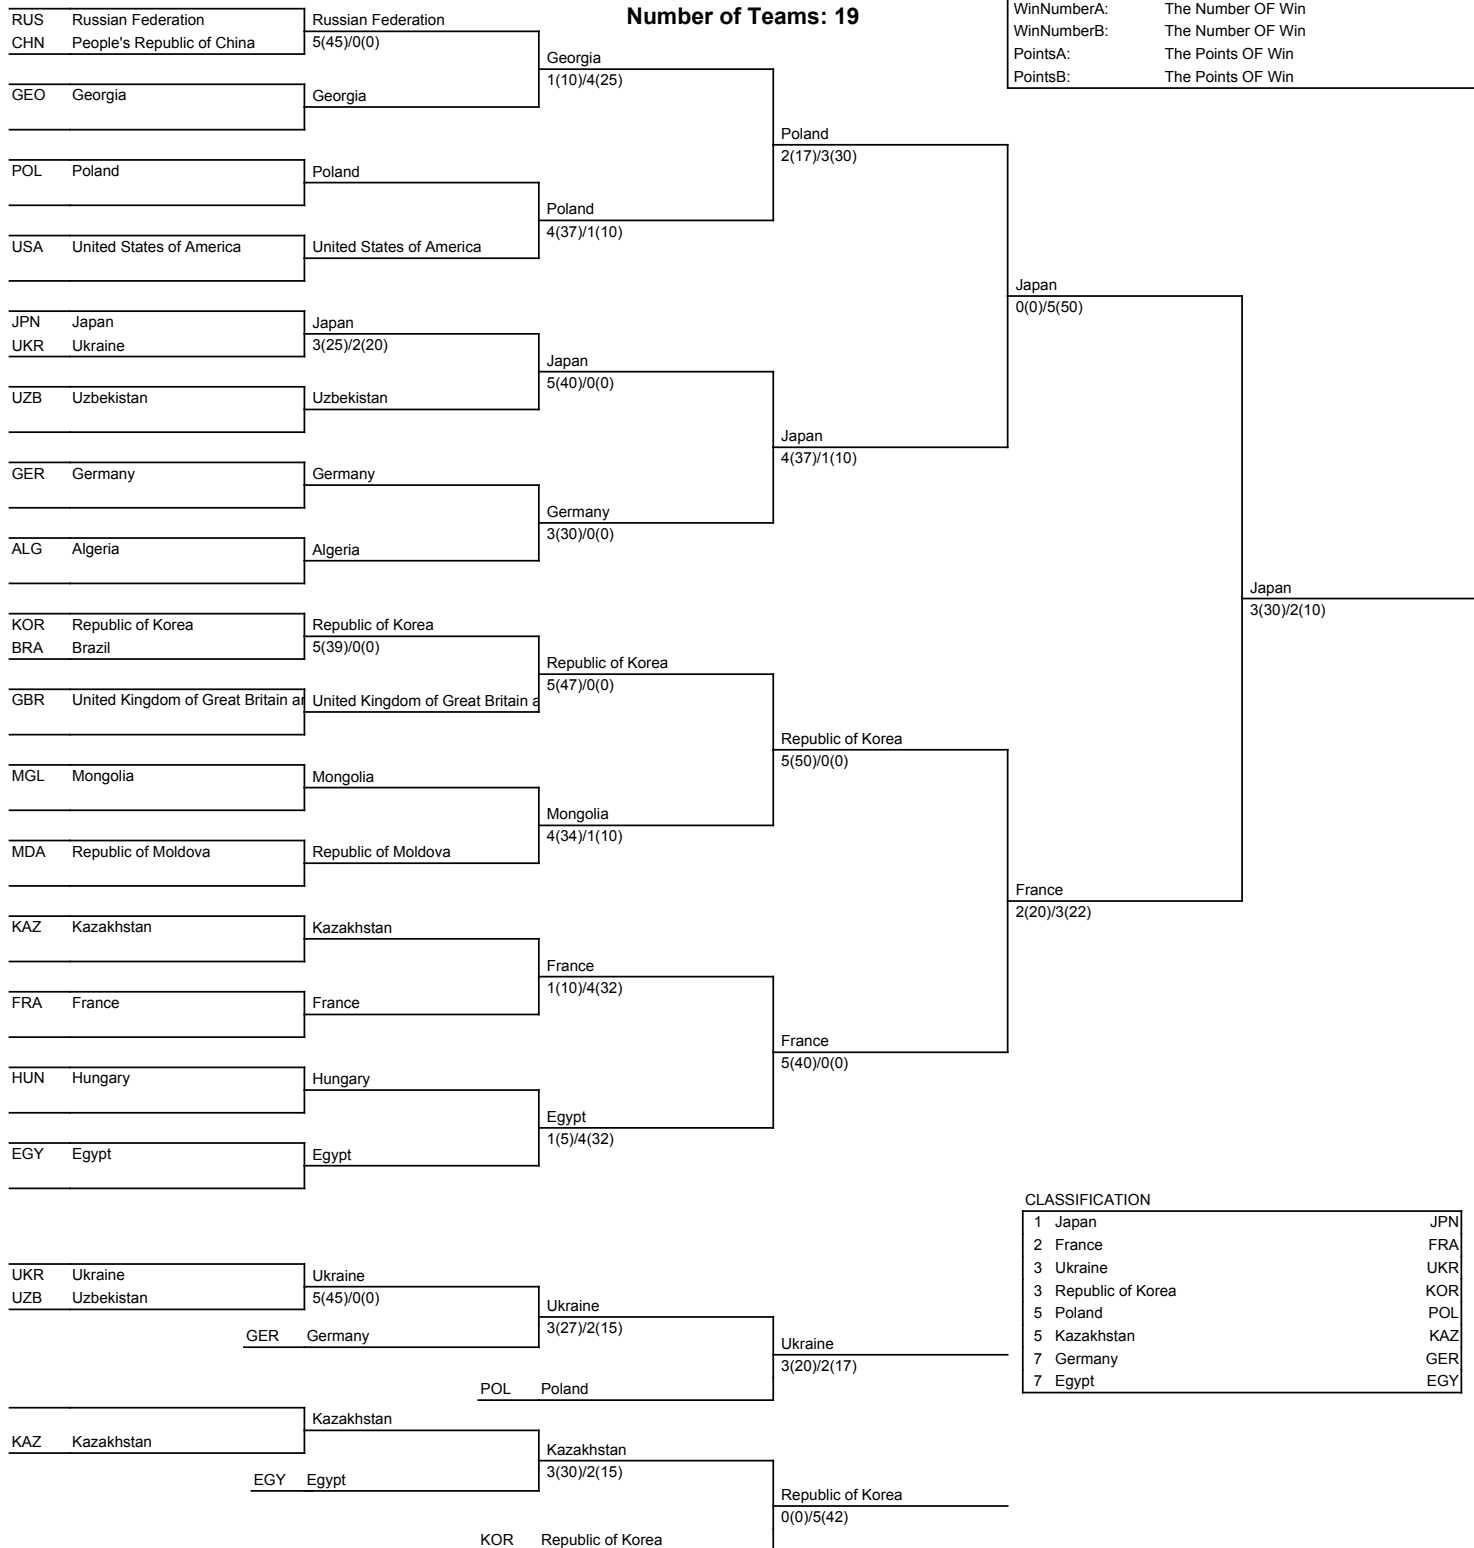 Number of Teams: 19
WinNumberA: The Number OF Win
WinNumberB: The Number OF Win
PointsA: The Points OF Win
PointsB: The Points OF Win
RUS Russian Federation
CHN People's Republic of China
Russian Federation
5(45)/0(0)
Georgia
1(10)/4(25)
GEO Georgia
Georgia
Poland
2(17)/3(30)
POL Poland
Poland
Poland
4(37)/1(10)
USA United States of America
United States of America
Japan
0(0)/5(50)
JPN Japan
UKR Ukraine
Japan
3(25)/2(20)
Japan
5(40)/0(0)
UZB Uzbekistan
Uzbekistan
Japan
4(37)/1(10)
GER Germany
Germany
Germany
3(30)/0(0)
ALG Algeria
Algeria
Japan
3(30)/2(10)
KOR Republic of Korea
BRA Brazil
Republic of Korea
5(39)/0(0)
Republic of Korea
5(47)/0(0)
GBR United Kingdom of Great Britain ar
United Kingdom of Great Britain a
Republic of Korea
5(50)/0(0)
MGL Mongolia
Mongolia
Mongolia
4(34)/1(10)
MDA Republic of Moldova
Republic of Moldova
France
2(20)/3(22)
KAZ Kazakhstan
Kazakhstan
France
1(10)/4(32)
FRA France
France
France
5(40)/0(0)
HUN Hungary
Hungary
Egypt
1(5)/4(32)
EGY Egypt
Egypt
CLASSIFICATION
1 Japan JPN
2 France FRA
3 Ukraine UKR
3 Republic of Korea KOR
5 Poland POL
5 Kazakhstan KAZ
7 Germany GER
7 Egypt EGY
UKR Ukraine
UZB Uzbekistan
Ukraine
5(45)/0(0)
Ukraine
3(27)/2(15)
GER Germany
Ukraine
3(20)/2(17)
POL Poland
Kazakhstan
KAZ Kazakhstan
Kazakhstan
3(30)/2(15)
EGY Egypt
Republic of Korea
0(0)/5(42)
KOR Republic of Korea